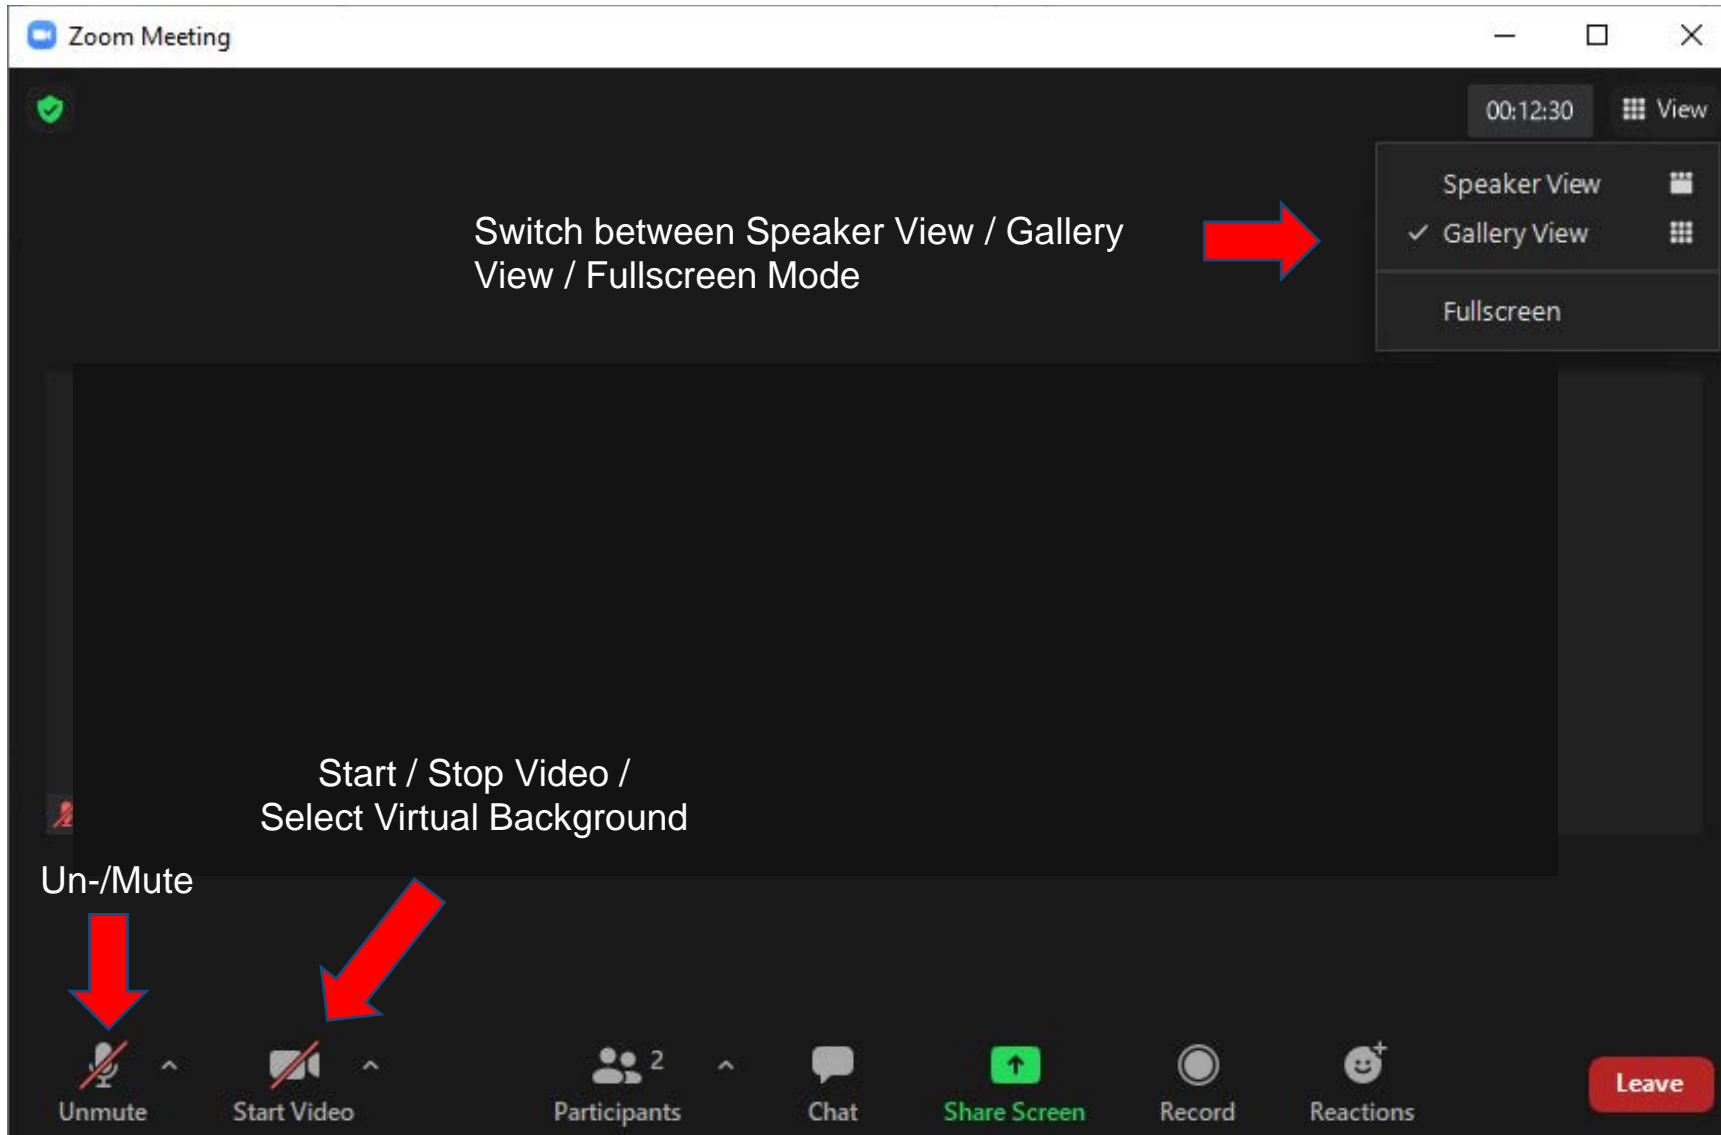 Zoom Meeting
00:12:30
View
Speaker View
Switch between Speaker View / Gallery
View / Fullscreen Mode
Gallery View
Fullscreen
Start / Stop Video /
Select Virtual Background
Un-/Mute
2
Unmute
Start Video
Participants
Chat
Share Screen
Record
Reactions
Leave